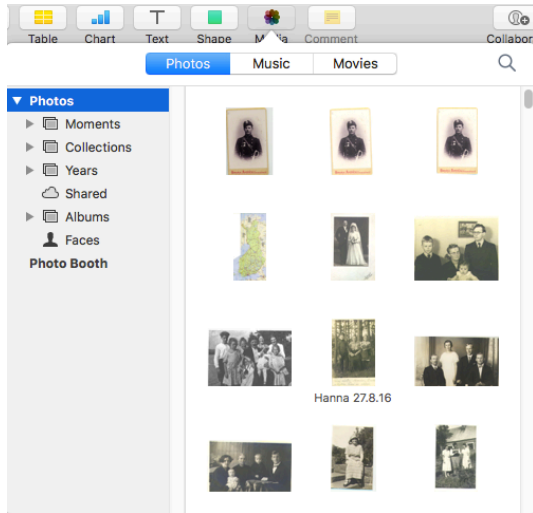 Table Chart Text Shape Media Comment Collabor
Photos Music Movies
Photos
Moments
Collections
Years
Shared
Albums
Faces
Photo Booth
Hanna 27.8.16